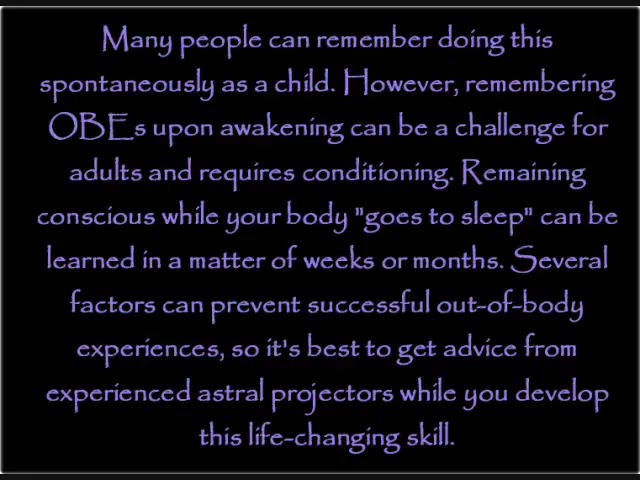 Many people can remember doing this
spontaneously as a child. However, remembering
OBEs upon awakening can be a challenge for
adults and requires conditioning. Remaining
conscious while your body "goes to sleep" can be
learned in a matter of weeks or months. Several
factors can prevent successful out-of-body
experiences, so it's best to get advice from
experienced astral projectors while you develop
this life-changing skill.